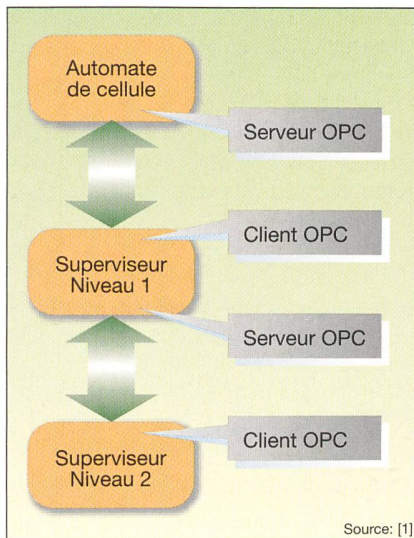 Automate
de cellule
Serveur OPC
Client OPC
Superviseur
Niveau 1
Serveur OPC
Client OPC
Superviseur
Niveau 2
Source: [1]